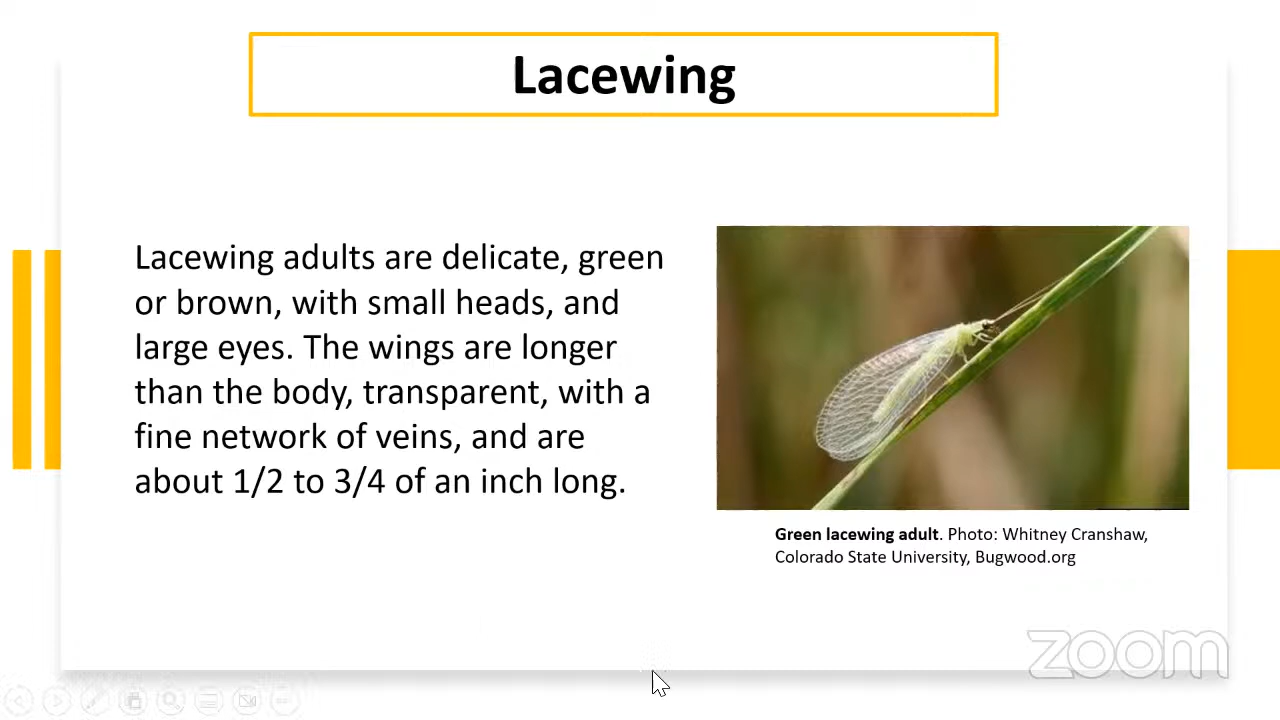 Lacewing
Lacewing adults are delicate, green
or brown, with small heads, and
large eyes. The wings are longer
than the body, transparent, with a
fine network of veins, and are
about 1/2 to 3/4 of an inch long.
Green lacewing adult. Photo: Whitney Cranshaw,
Colorado State University, Bugwood.org
zoom